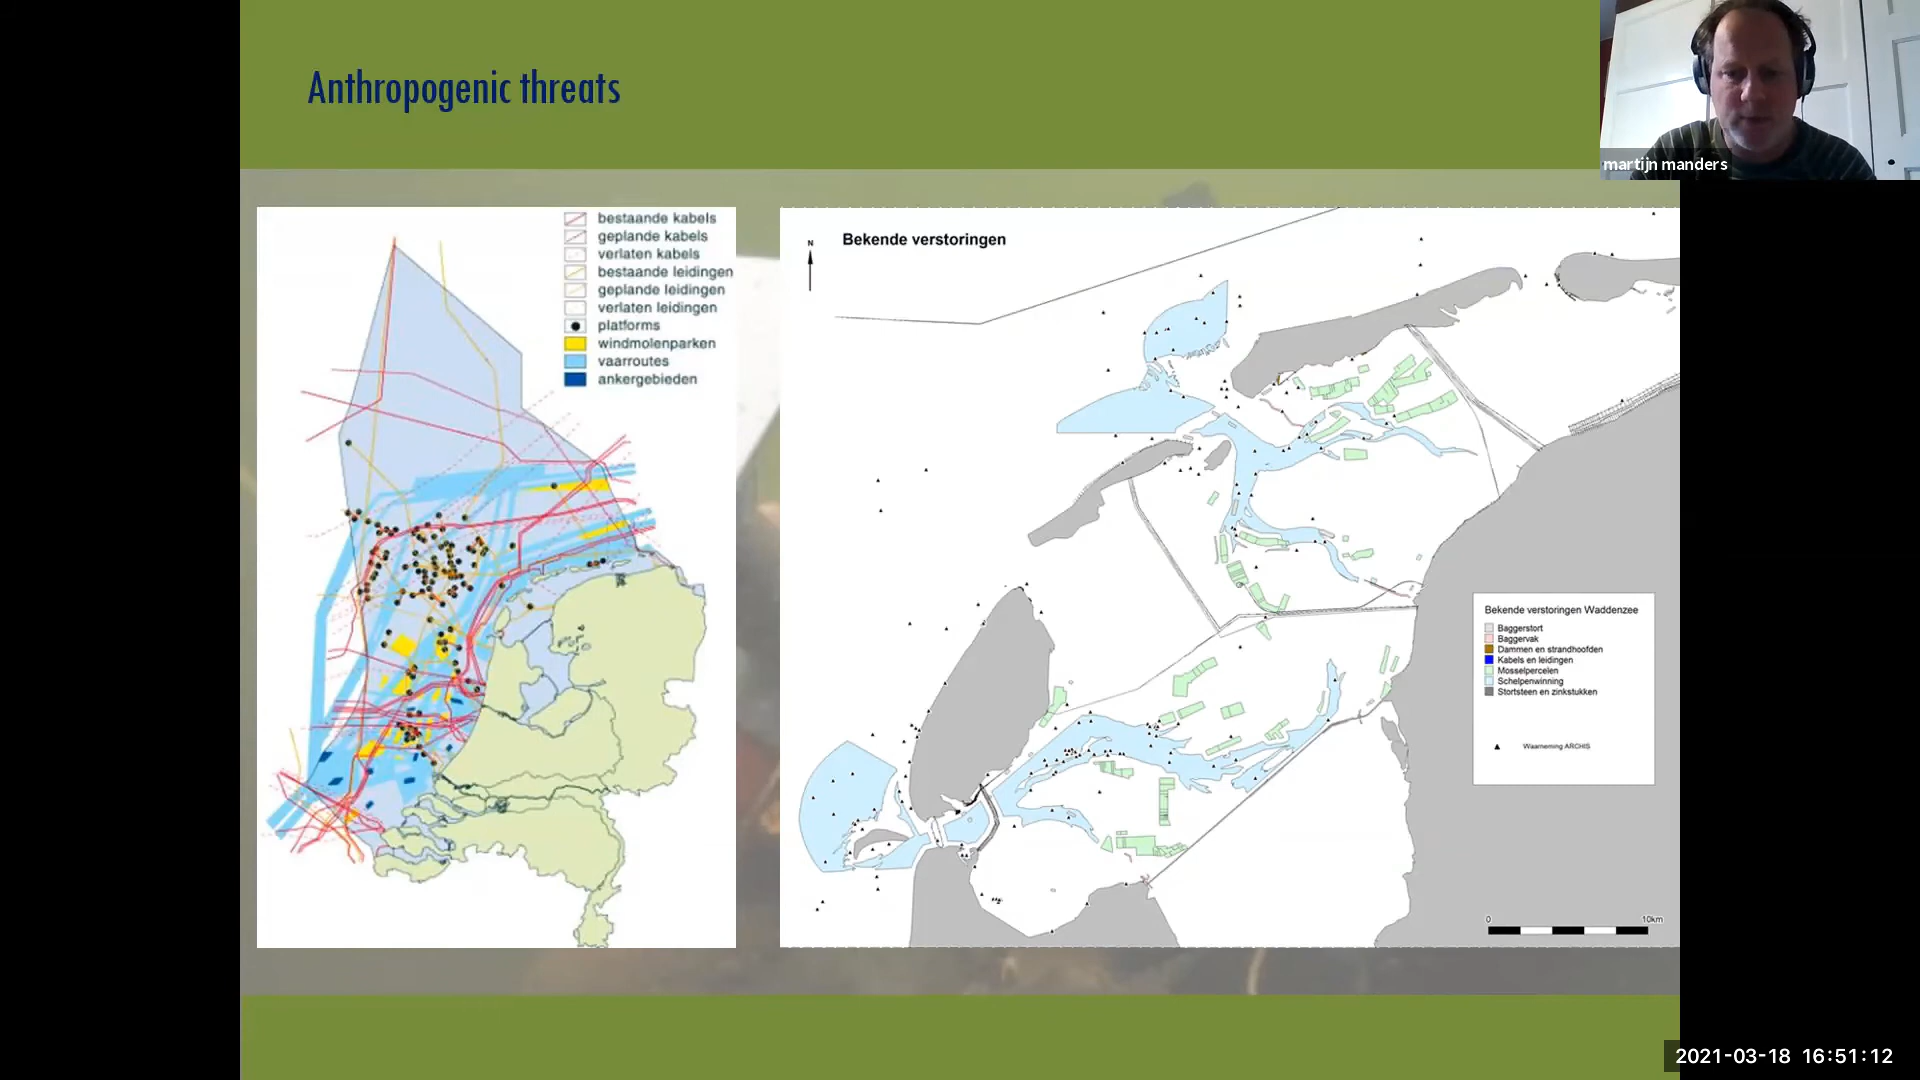 Anthropogenic threats
martijn manders
bestaande kabels
geplande kabels
verlaten kabels
bestaande leidingen
geplande leidingen
verlaten leidingen
platforms
windmolenparken
vaarroutes
ankergebieden
Bekende verstoringen
N
Bekende verstoringen Waddenzee
Baggerstort
Baggervak
Dammen en strandhoofden
Kabels en leidingen
Mosselpercelen
Schelpenwinning
Stortsteen en zinkstukken
Waarneming ARCHIS
0 10km
2021-03-18 16:51:12